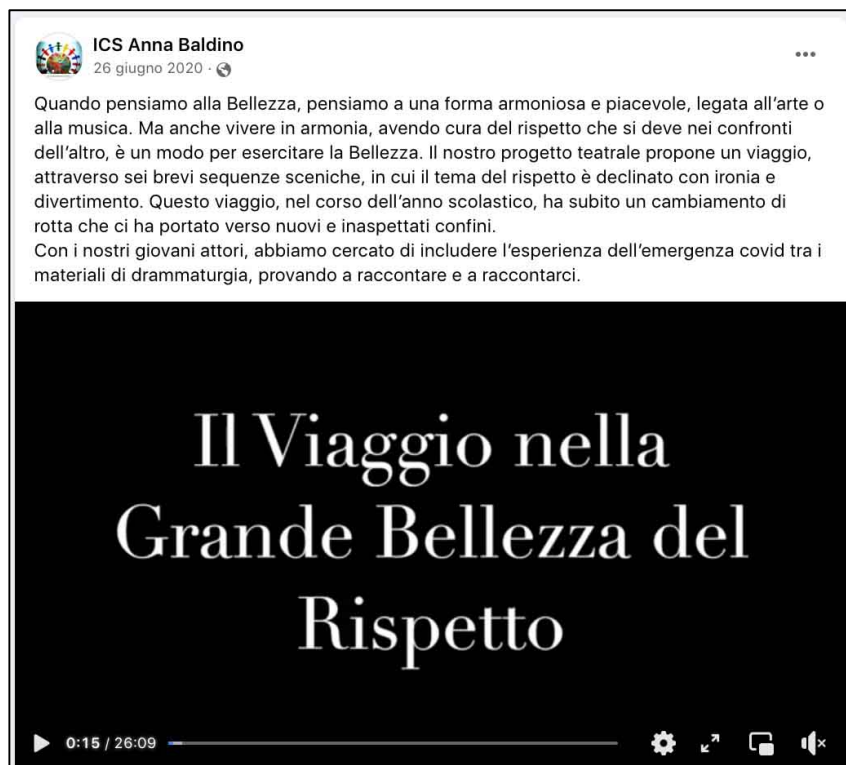 ICS Anna Baldino
26 giugno 2020 ·
Quando pensiamo alla Bellezza, pensiamo a una forma armoniosa e piacevole, legata all'arte o
alla musica. Ma anche vivere in armonia, avendo cura del rispetto che si deve nei confronti
dell'altro, è un modo per esercitare la Bellezza. Il nostro progetto teatrale propone un viaggio,
attraverso sei brevi sequenze sceniche, in cui il tema del rispetto è declinato con ironia e
divertimento. Questo viaggio, nel corso dell'anno scolastico, ha subito un cambiamento di
rotta che ci ha portato verso nuovi e inaspettati confini.
Con i nostri giovani attori, abbiamo cercato di includere l'esperienza dell'emergenza covid tra i
materiali di drammaturgia, provando a raccontare e a raccontarci.
Il Viaggio nella
Grande Bellezza del
Rispetto
0:15 / 26:09